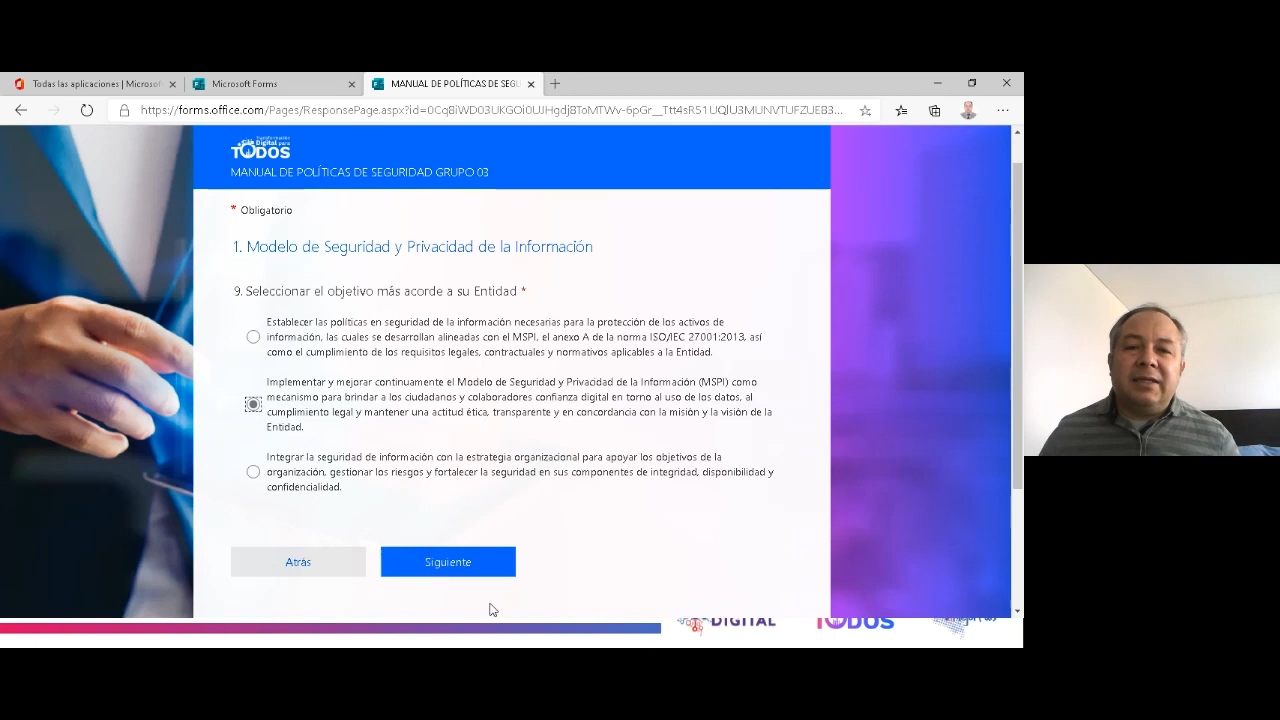 Todas las aplicaciones | Microsof
Microsoft Forms
MANUAL DE POLÍTICAS DE SEGU
https://forms.office.com/Pages/ResponsePage.aspx?id=
Transformación
Digital para
TODOS
MANUAL DE POLÍTICAS DE SEGURIDAD GRUPO 03
* Obligatorio
1. Modelo de Seguridad y Privacidad de la Información
9. Seleccionar el objetivo más acorde a su Entidad *
Establecer las políticas en seguridad de la información necesarias para la protección de los activos de
información, las cuales se desarrollan alineadas con el MSPI, el anexo A de la norma ISO/IEC 27001:2013, así
como el cumplimiento de los requisitos legales, contractuales y normativos aplicables a la Entidad.
Implementar y mejorar continuamente el Modelo de Seguridad y Privacidad de la Información (MSPI) como
mecanismo para brindar a los ciudadanos y colaboradores confianza digital en torno al uso de los datos, al
cumplimiento legal y mantener una actitud ética, transparente y en concordancia con la misión y la visión de la
Entidad.
Integrar la seguridad de información con la estrategia organizacional para apoyar los objetivos de la
organización, gestionar los riesgos y fortalecer la seguridad en sus componentes de integridad, disponibilidad y
confidencialidad.
Atrás
Siguiente
DIGITAL
TODOS